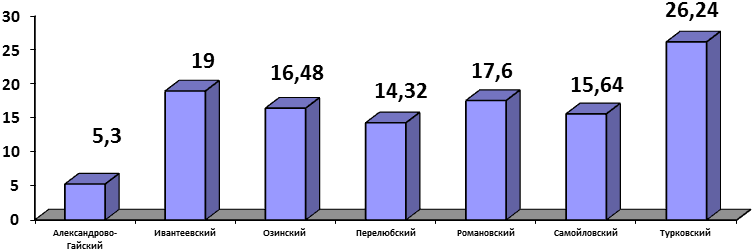 30
25
20
15
10
5
0
5,3
19
16,48
14,32
17,6
15,64
26,24
Александрово-
Гайский
Ивантеевский
Озинский
Перелюбский
Романовский
Самойловский
Турковский